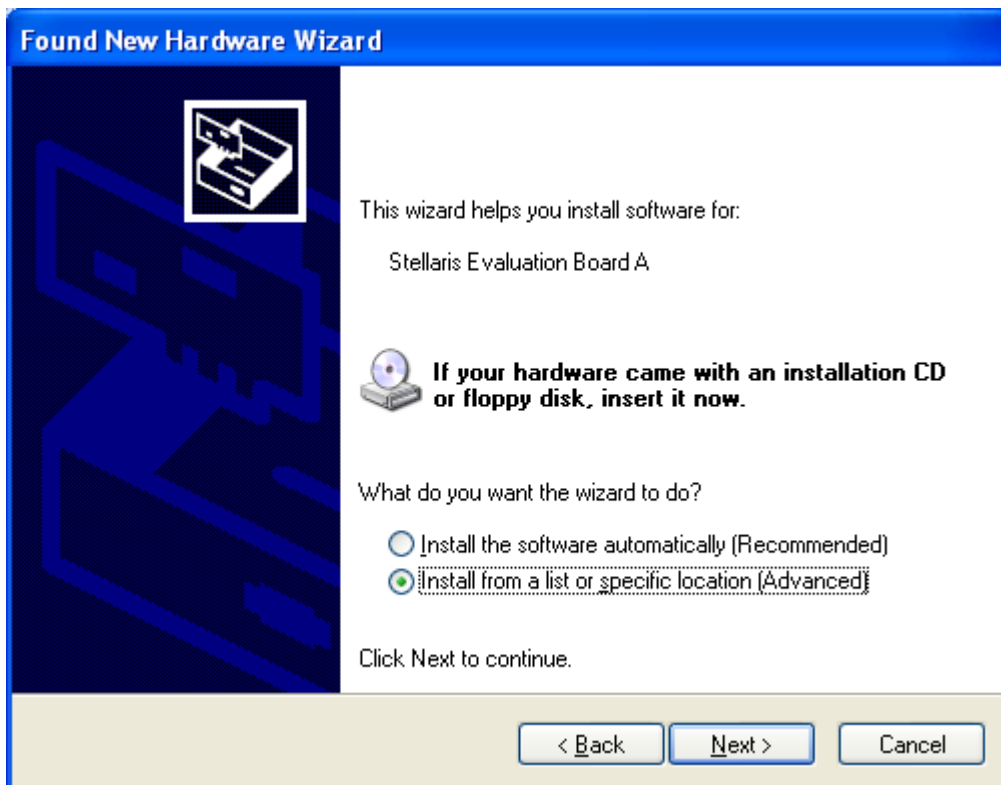 Found New Hardware Wizard
This wizard helps you install software for:
Stellaris Evaluation Board A
If your hardware came with an installation CD
or floppy disk, insert it now.
What do you want the wizard to do?
Install the software automatically (Recommended)
Install from a list or specific location (Advanced)
Click Next to continue.
< Back
Next >
Cancel